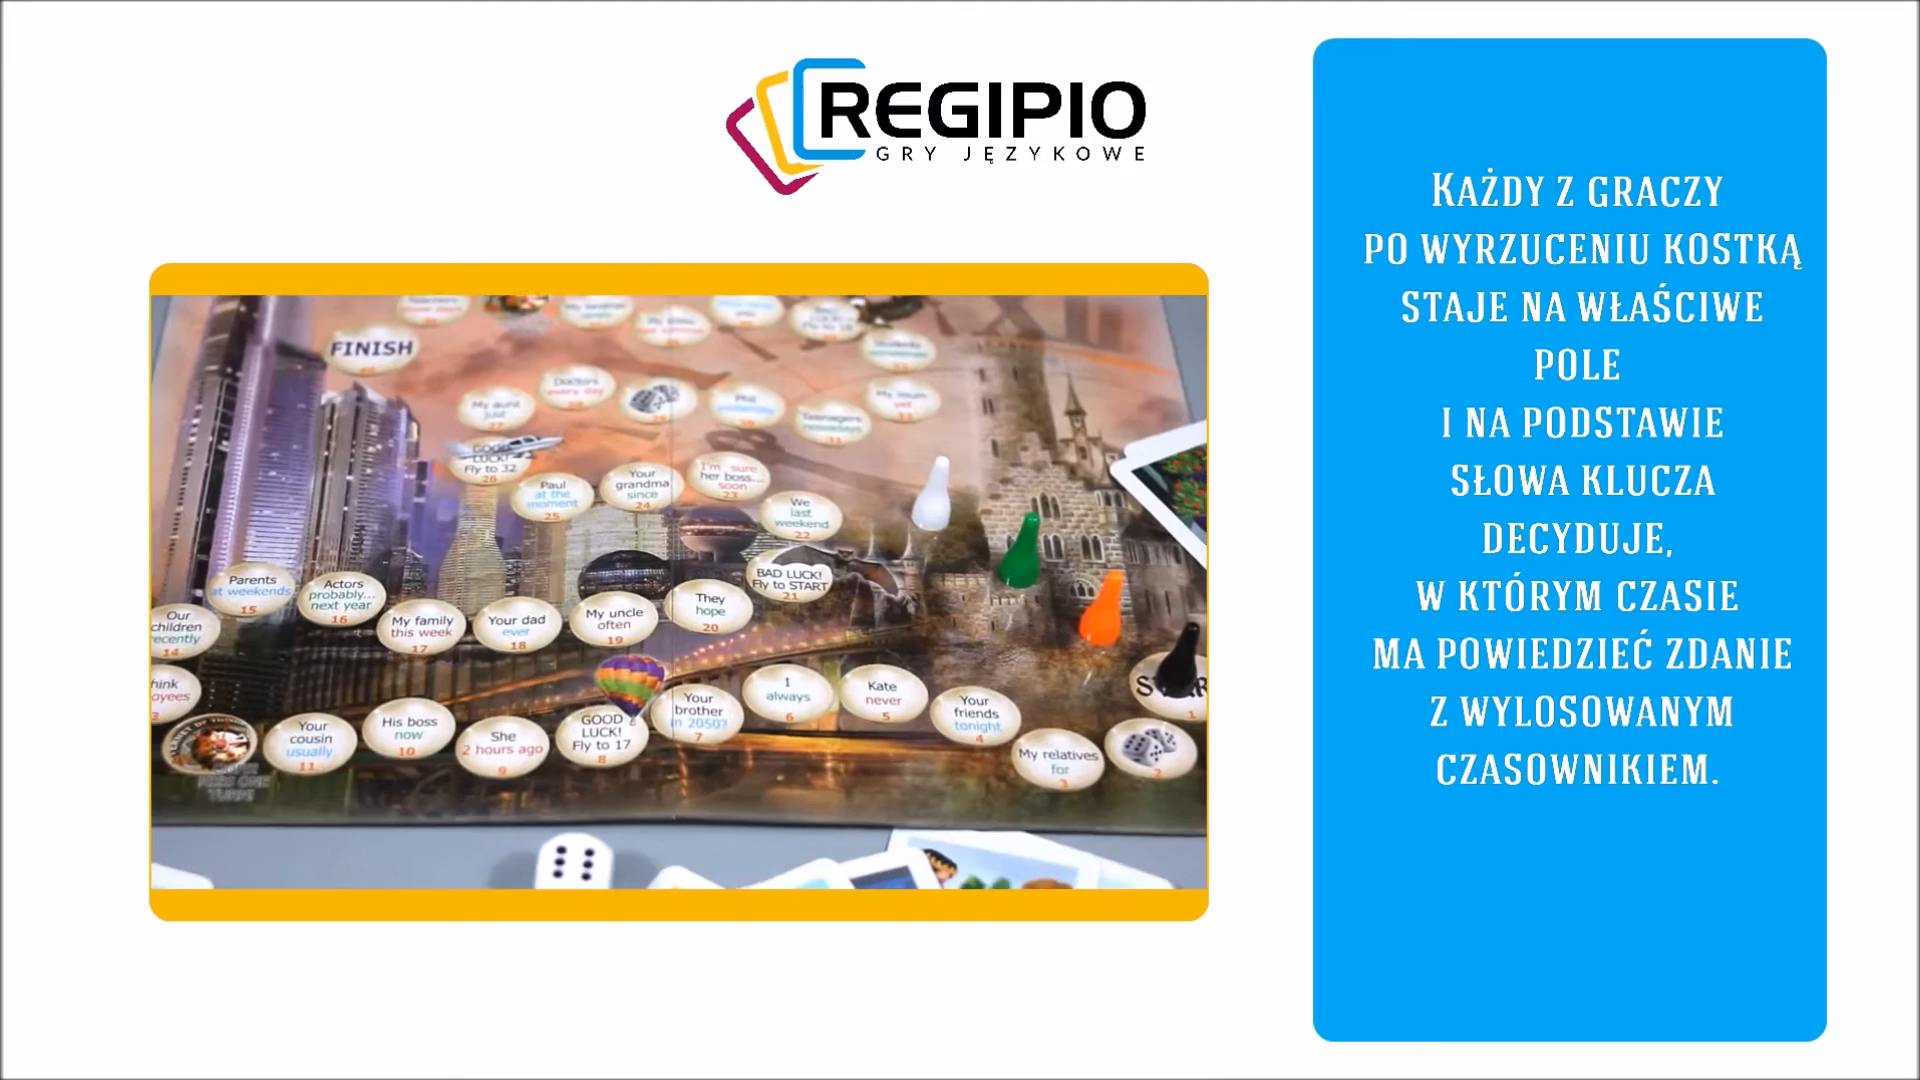 REGIPIO
GRY JĘZYKOWE
KAŻDY Z GRACZY
PO WYRZUCENIU KOSTKĄ
STAJE NA WŁAŚCIWE
POLE
I NA PODSTAWIE
SŁOWA KLUCZA
DECYDUJE,
W KTÓRYM CZASIE
MA POWIEDZIEĆ ZDANIE
Z WYLOSOWANYM
CZASOWNIKIEM.
FINISH
Doctors
every day
My aunt
just
27
Phil
yesterday
30
Teenagers
nowadays
31
My mum
yet
Students
sometimes
GOOD
LUCK!
Fly to 32
26
Paul
at the
moment
25
Your
grandma
since
24
I'm sure
her boss...
soon
23
We
last
weekend
22
BAD LUCK!
Fly to START
21
They
hope
20
My uncle
often
19
Your dad
ever
18
My family
this week
17
Actors
probably...
next year
16
Parents
at weekends
15
Our
children
recently
14
Your
cousin
usually
11
His boss
now
10
She
2 hours ago
9
GOOD
LUCK!
Fly to 17
8
Your
brother
in 2050?
7
I
always
6
Kate
never
5
Your
friends
tonight
4
My relatives
for
3
2
1